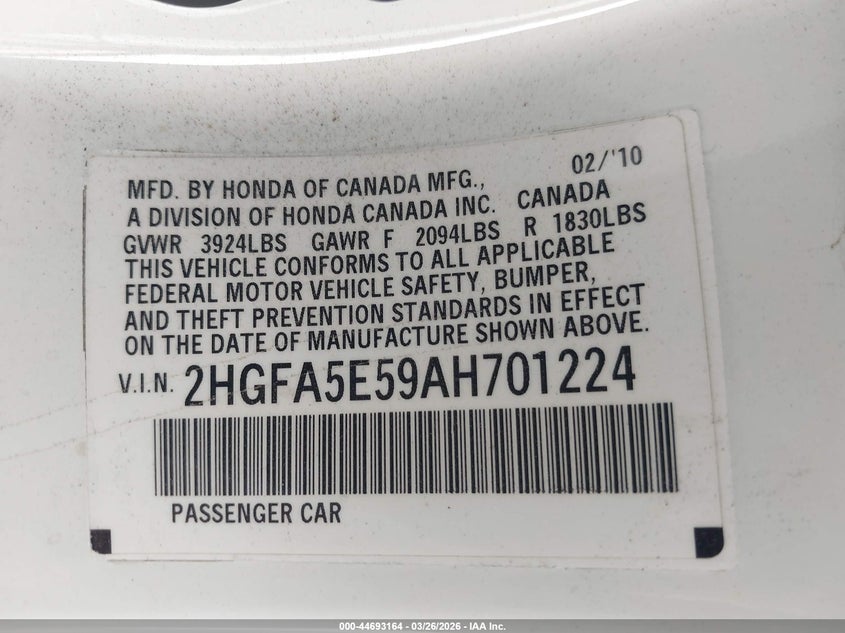 02/'10
MFD. BY HONDA OF CANADA MFG.,
A DIVISION OF HONDA CANADA INC. CANADA
GVWR 3924LBS GAWR F 2094LBS R 1830LBS
THIS VEHICLE CONFORMS TO ALL APPLICABLE
FEDERAL MOTOR VEHICLE SAFETY, BUMPER,
AND THEFT PREVENTION STANDARDS IN EFFECT
ON THE DATE OF MANUFACTURE SHOWN ABOVE.
V.I.N. 2HGFA5E59AH701224
PASSENGER CAR
000-44693164 - 03/26/2026 - IAA Inc.